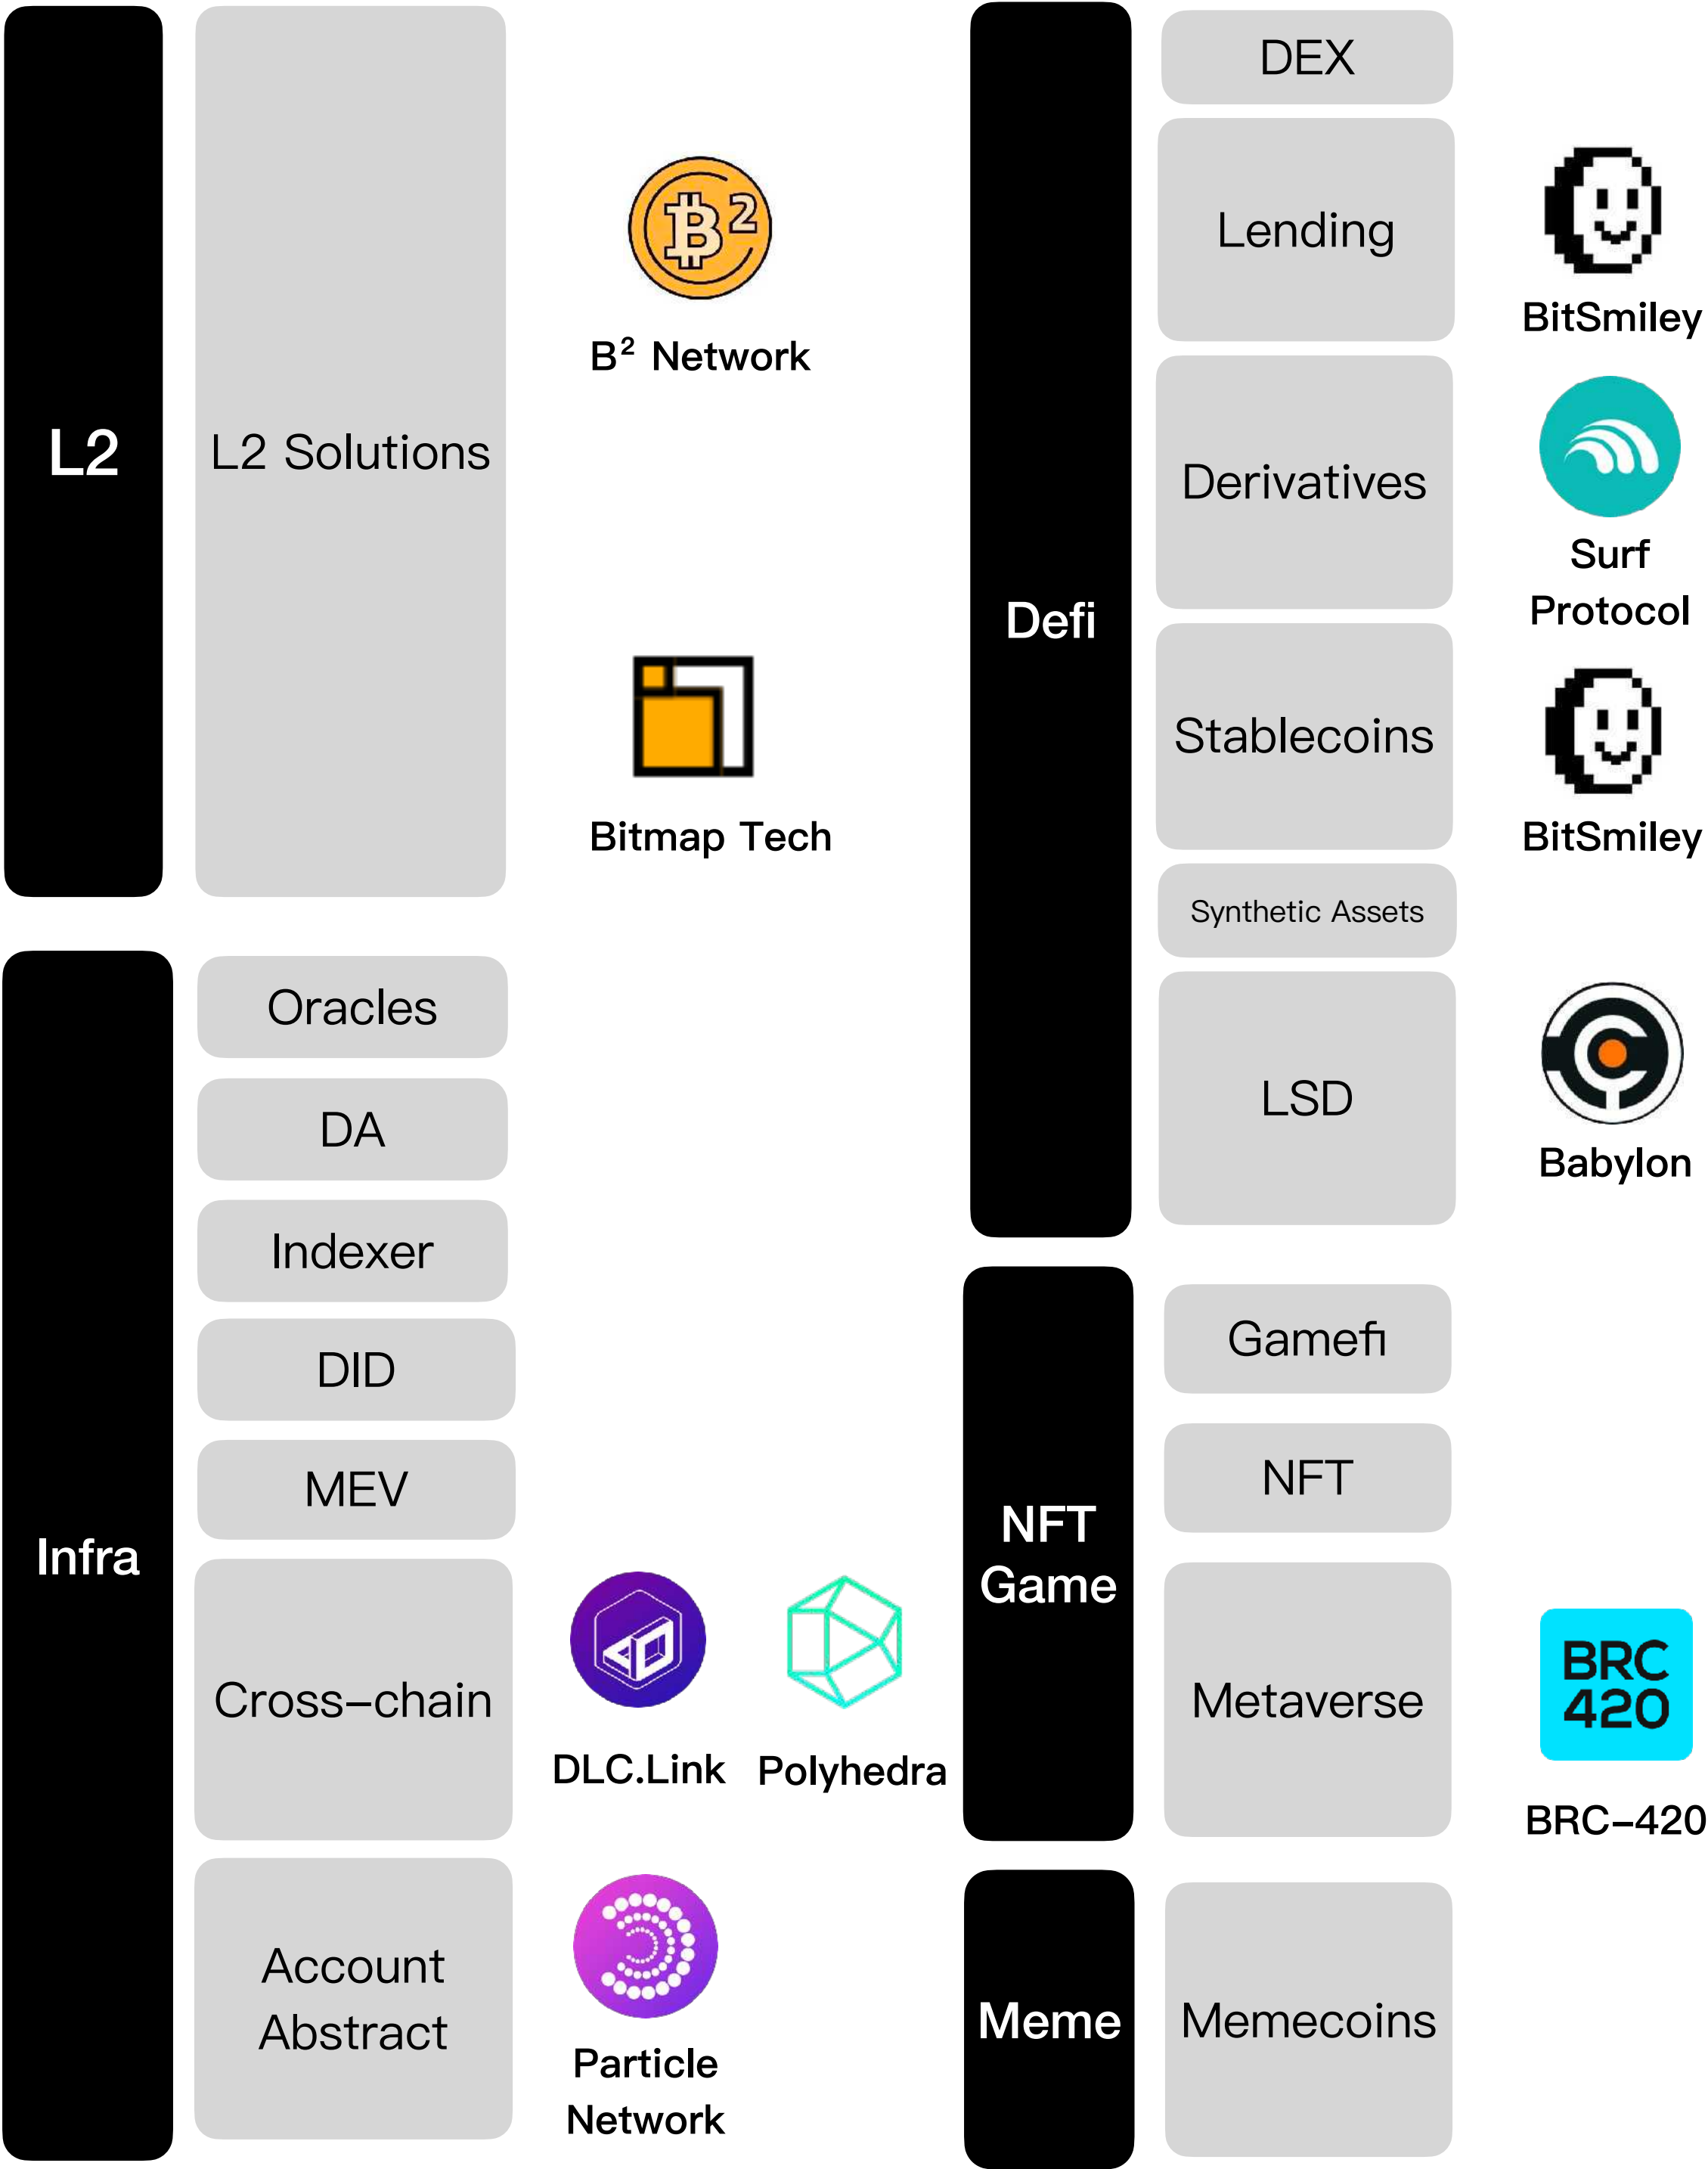 L2
L2 Solutions
B²
B² Network
Bitmap Tech
Infra
Oracles
DA
Indexer
DID
MEV
Cross–chain
DLC.Link
Polyhedra
Account
Abstract
Particle
Network
Defi
DEX
Lending
BitSmiley
Derivatives
Surf
Protocol
Stablecoins
BitSmiley
Synthetic Assets
LSD
Babylon
NFT
Game
Gamefi
NFT
Metaverse
BRC
420
BRC–420
Meme
Memecoins